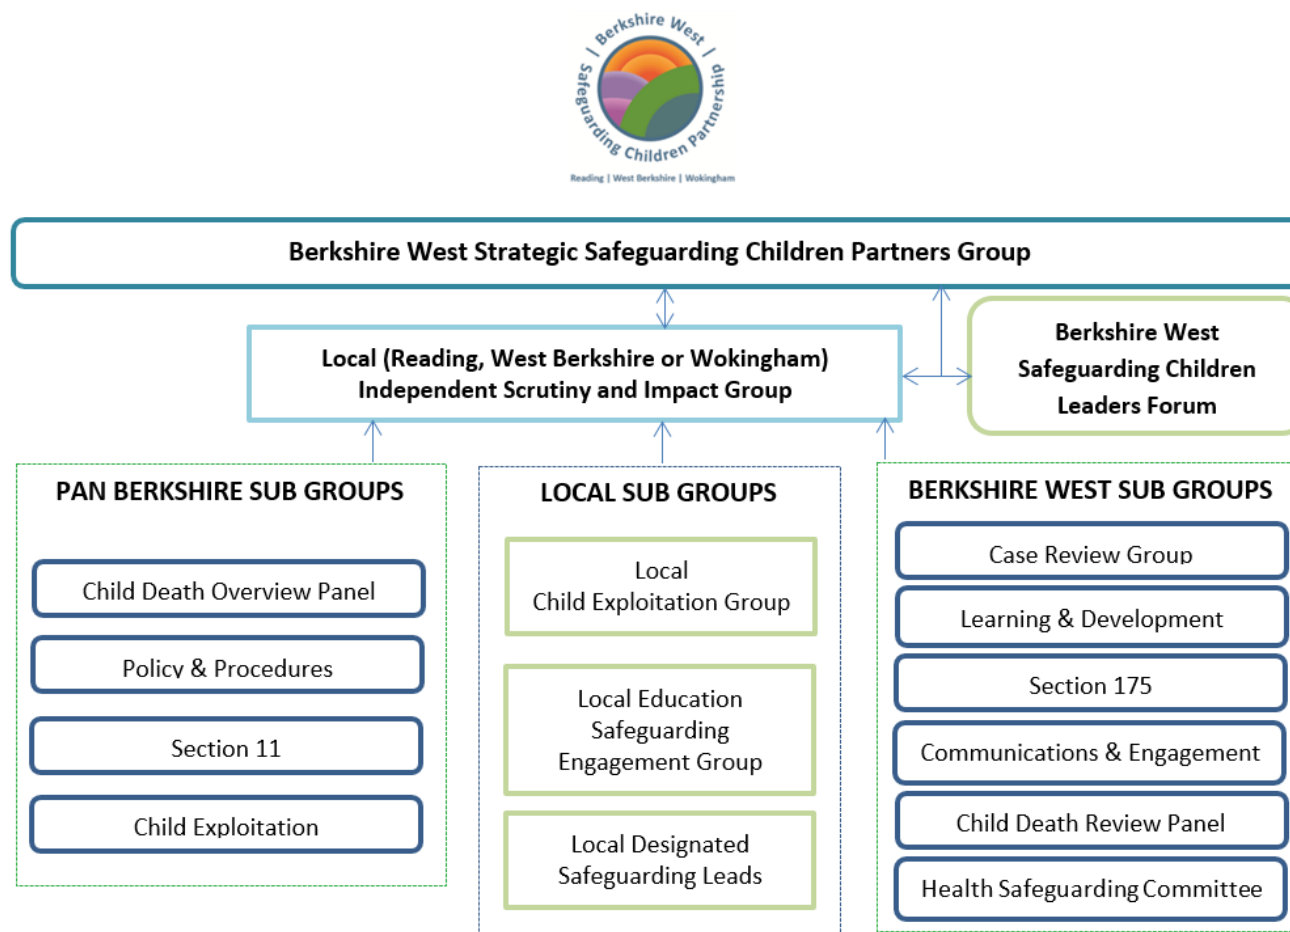 | Berkshire West |
Safeguarding Children Partnership
Reading | West Berkshire | Wokingham
Berkshire West Strategic Safeguarding Children Partners Group
Local (Reading, West Berkshire or Wokingham)
Independent Scrutiny and Impact Group
Berkshire West
Safeguarding Children
Leaders Forum
PAN BERKSHIRE SUB GROUPS
Child Death Overview Panel
Policy & Procedures
Section 11
Child Exploitation
LOCAL SUB GROUPS
Local
Child Exploitation Group
Local Education
Safeguarding
Engagement Group
Local Designated
Safeguarding Leads
BERKSHIRE WEST SUB GROUPS
Case Review Group
Learning & Development
Section 175
Communications & Engagement
Child Death Review Panel
Health Safeguarding Committee